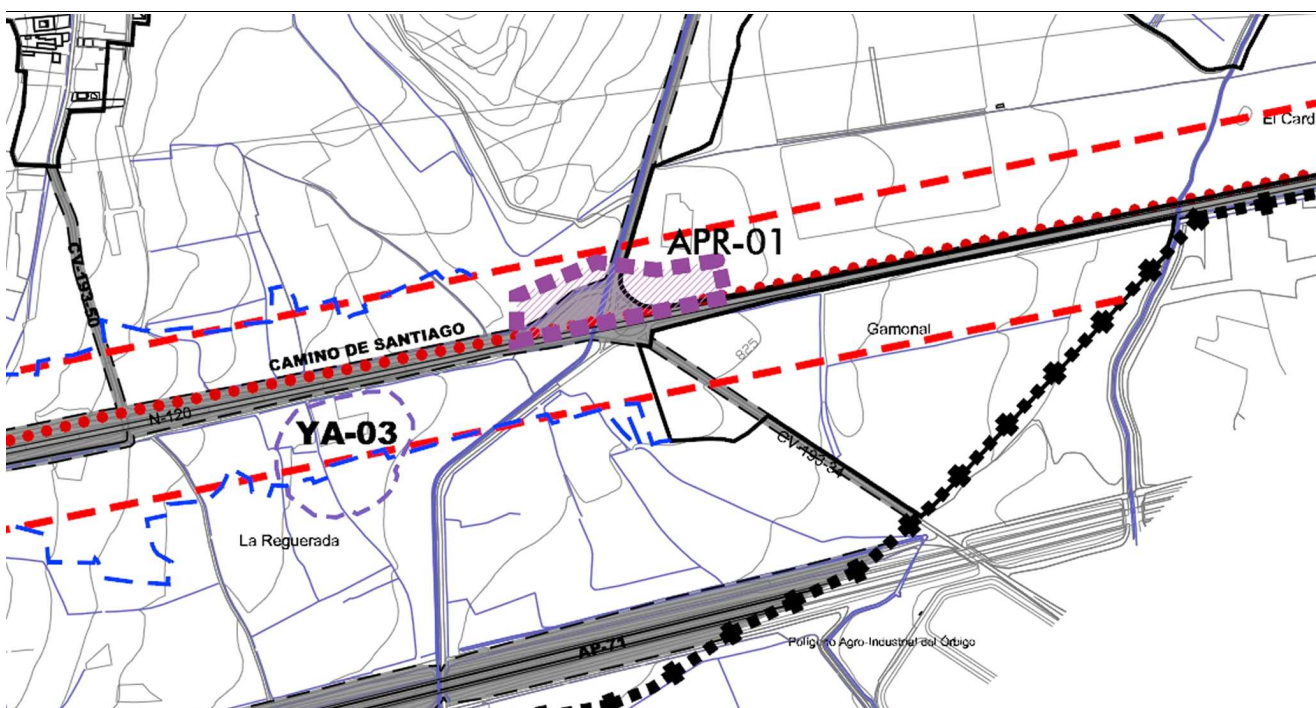 El Card
APR-01
CV-193-50
Gamonal
CAMINO DE SANTIAGO
825
N-120
YA-03
CV-193-34
La Reguerada
AP-71
Polígono Agro-Industrial del Órbigo